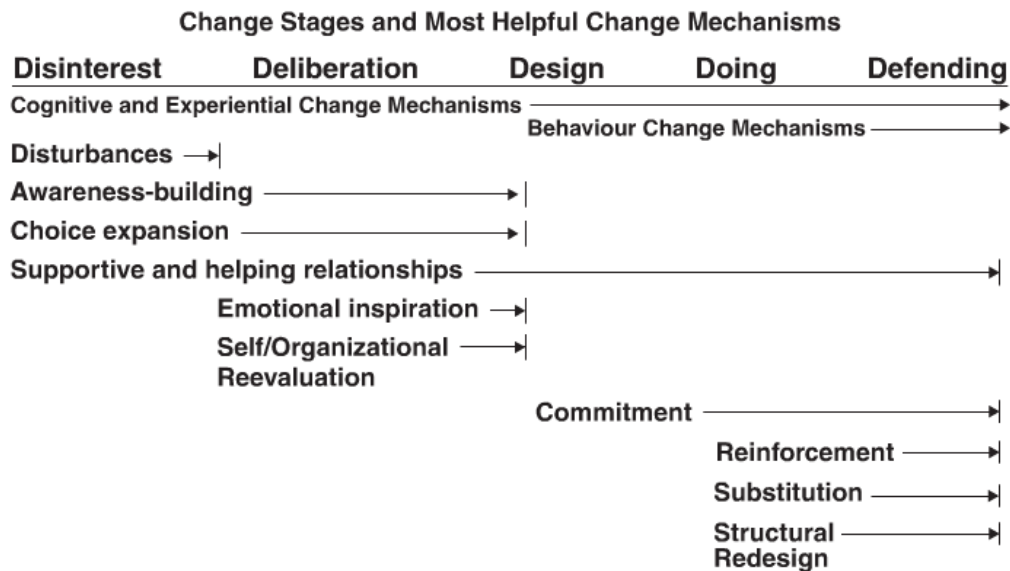 Change Stages and Most Helpful Change Mechanisms
Disinterest Deliberation Design Doing Defending
Cognitive and Experiential Change Mechanisms
Behaviour Change Mechanisms
Disturbances
Awareness-building
Choice expansion
Supportive and helping relationships
Emotional inspiration
Self/Organizational
Reevaluation
Commitment
Reinforcement
Substitution
Structural
Redesign